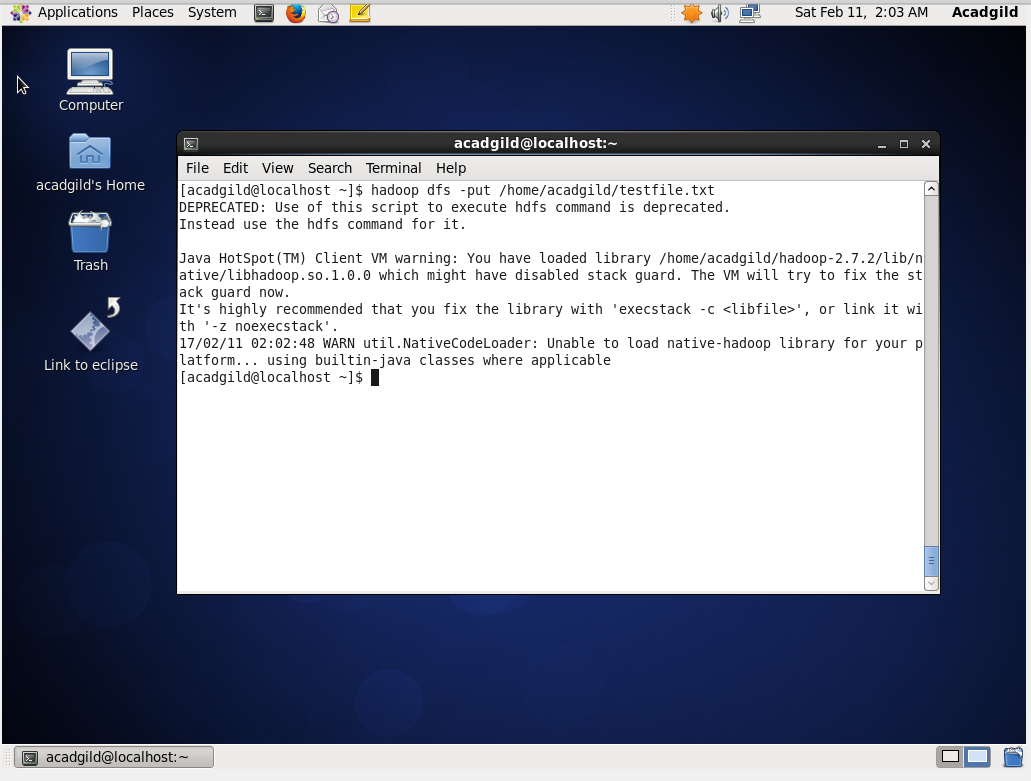 Applications Places System
Sat Feb 11, 2:03 AM Acadgild
Computer
acadgild's Home
Trash
Link to eclipse
acadgild@localhost:~
File Edit View Search Terminal Help
[acadgild@localhost ~]$ hadoop dfs -put /home/acadgild/testfile.txt
DEPRECATED: Use of this script to execute hdfs command is deprecated.
Instead use the hdfs command for it.
Java HotSpot(TM) Client VM warning: You have loaded library /home/acadgild/hadoop-2.7.2/lib/n
ative/libhadoop.so.1.0.0 which might have disabled stack guard. The VM will try to fix the st
ack guard now.
It's highly recommended that you fix the library with 'execstack -c <libfile>', or link it wi
th '-z noexecstack'.
17/02/11 02:02:48 WARN util.NativeCodeLoader: Unable to load native-hadoop library for your p
latform... using builtin-java classes where applicable
[acadgild@localhost ~]$
acadgild@localhost:~